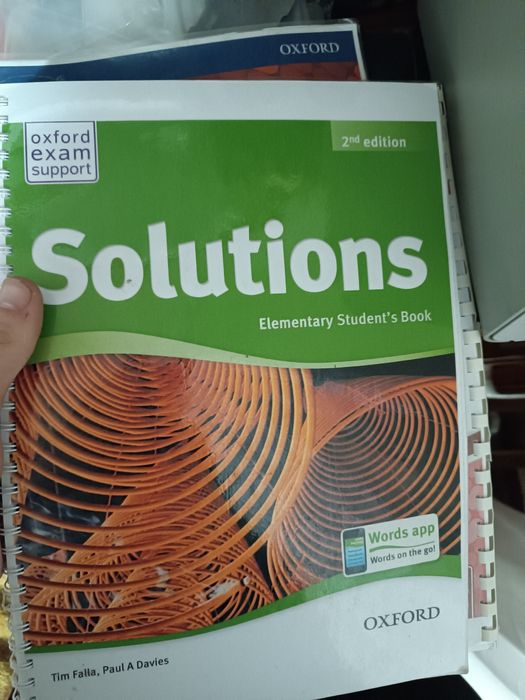 OXFORD
oxford
exam
support
2nd edition
Solutions
Elementary Student's Book
Words app
Words on the go!
OXFORD
Tim Falla, Paul A Davies